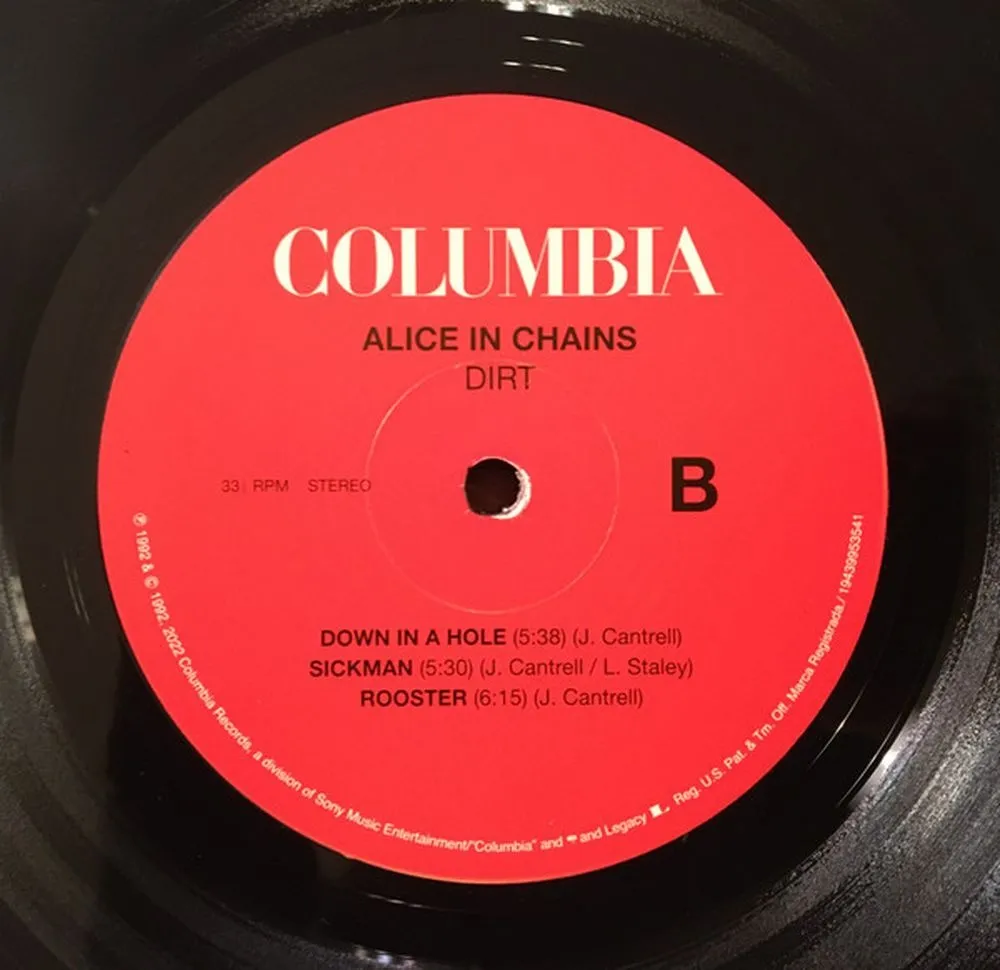 COLUMBIA
ALICE IN CHAINS
DIRT
33⅓ RPM STEREO
B
DOWN IN A HOLE (5:38) (J. Cantrell)
SICKMAN (5:30) (J. Cantrell / L. Staley)
ROOSTER (6:15) (J. Cantrell)
℗ 1992 & © 1992, 2022 Columbia Records, a division of Sony Music Entertainment/"Columbia" and and Legacy Reg. U.S. Pat. & Tm. Off. Marca Registrada./19439953541